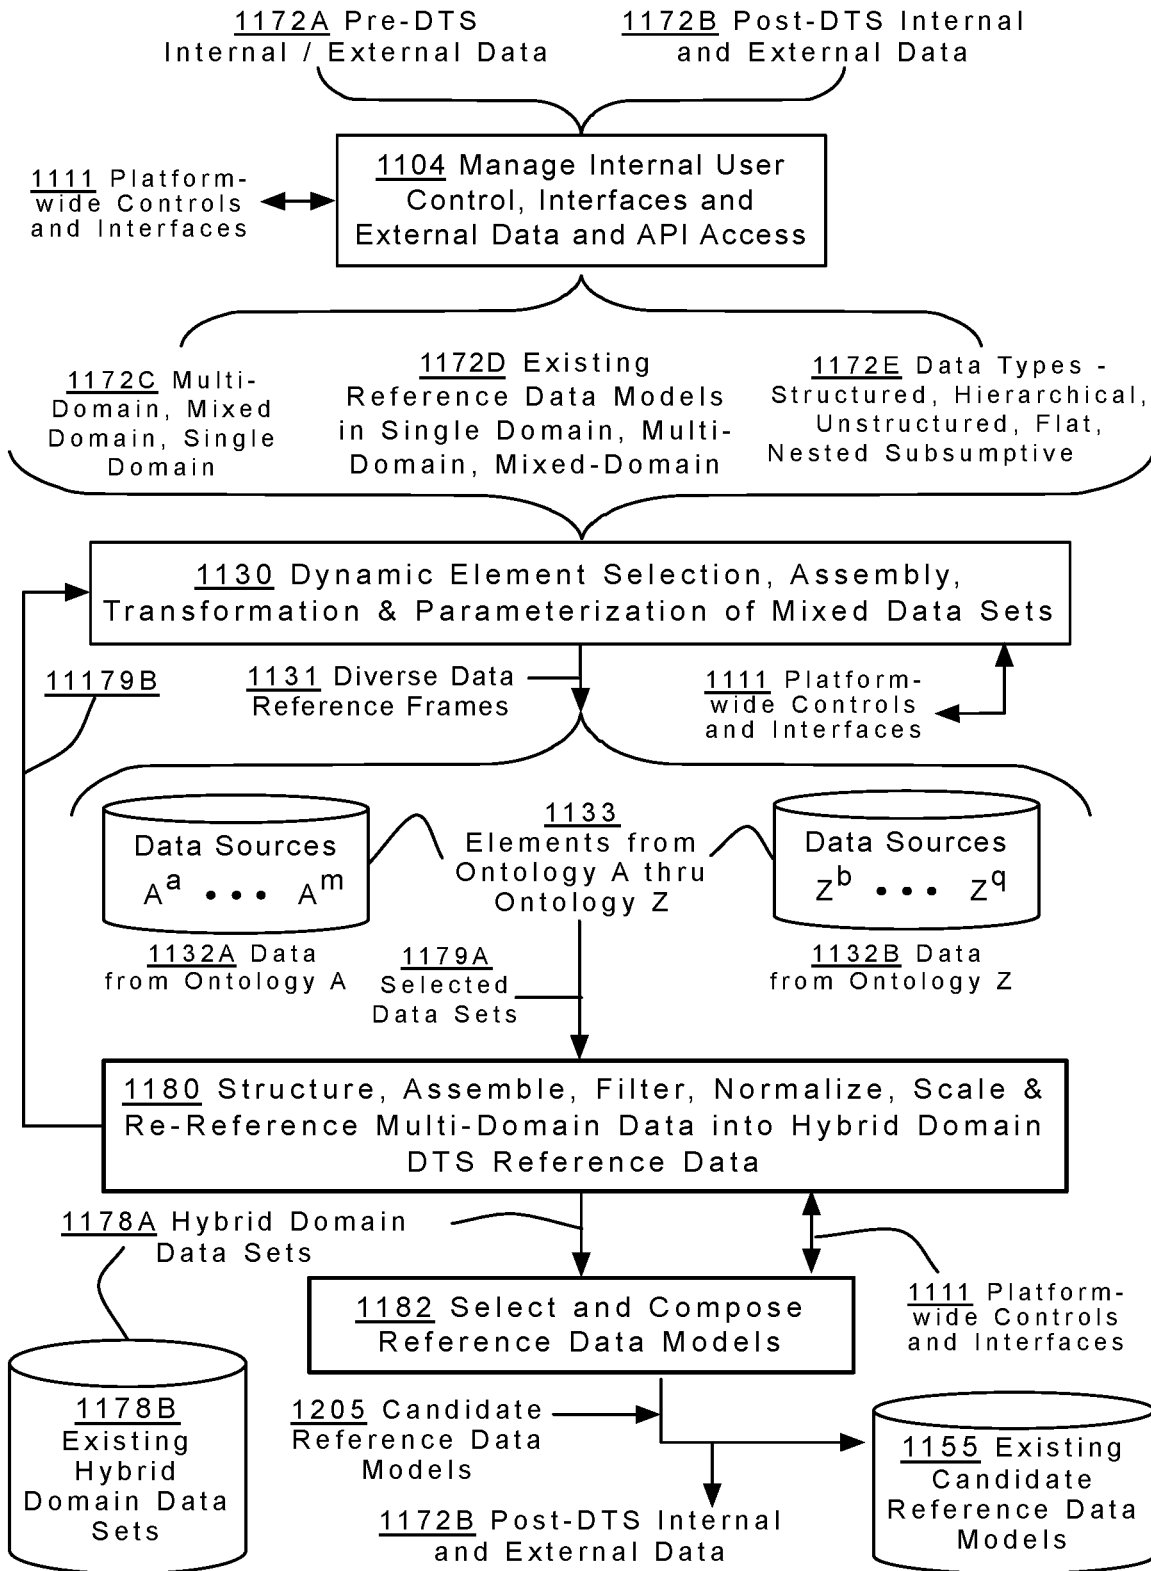 1172A Pre-DTS
Internal / External Data
1172B Post-DTS Internal
and External Data
1104 Manage Internal User
Control, Interfaces and
External Data and API Access
1111 Platform-
wide Controls
and Interfaces
1172C Multi-
Domain, Mixed
Domain, Single
Domain
1172D Existing
Reference Data Models
in Single Domain, Multi-
Domain, Mixed-Domain
1172E Data Types -
Structured, Hierarchical,
Unstructured, Flat,
Nested Subsumptive
1130 Dynamic Element Selection, Assembly,
Transformation & Parameterization of Mixed Data Sets
11179B
1131 Diverse Data
Reference Frames
1111 Platform-
wide Controls
and Interfaces
Data Sources
A^a • • • A^m
1133
Elements from
Ontology A thru
Ontology Z
Data Sources
Z^b • • • Z^q
1132A Data
from Ontology A
1179A
Selected
Data Sets
1132B Data
from Ontology Z
1180 Structure, Assemble, Filter, Normalize, Scale &
Re-Reference Multi-Domain Data into Hybrid Domain
DTS Reference Data
1178A Hybrid Domain
Data Sets
1182 Select and Compose
Reference Data Models
1111 Platform-
wide Controls
and Interfaces
1178B
Existing
Hybrid
Domain Data
Sets
1205 Candidate
Reference Data
Models
1155 Existing
Candidate
Reference Data
Models
1172B Post-DTS Internal
and External Data